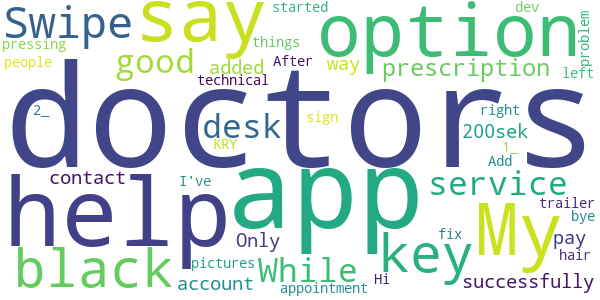 Swipe
say
option
started
dev
problem
pressing
people
good
things
added
After
way
prescription
technical
left
doctors
2_
desk
sign
KRY
right
200sek
1_
Add
help
app
contact
I've
service
My
key
trailer
bye
Only
pay
hair
fix
black
pictures
While
account
appointment
Hi
successfully